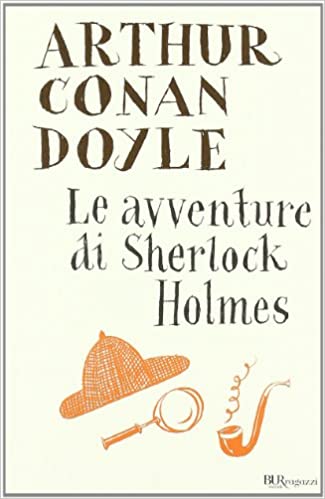 ARTHUR
CONAN
DOYLE
Le avventure
di Sherlock
Holmes
BUR ragazzi